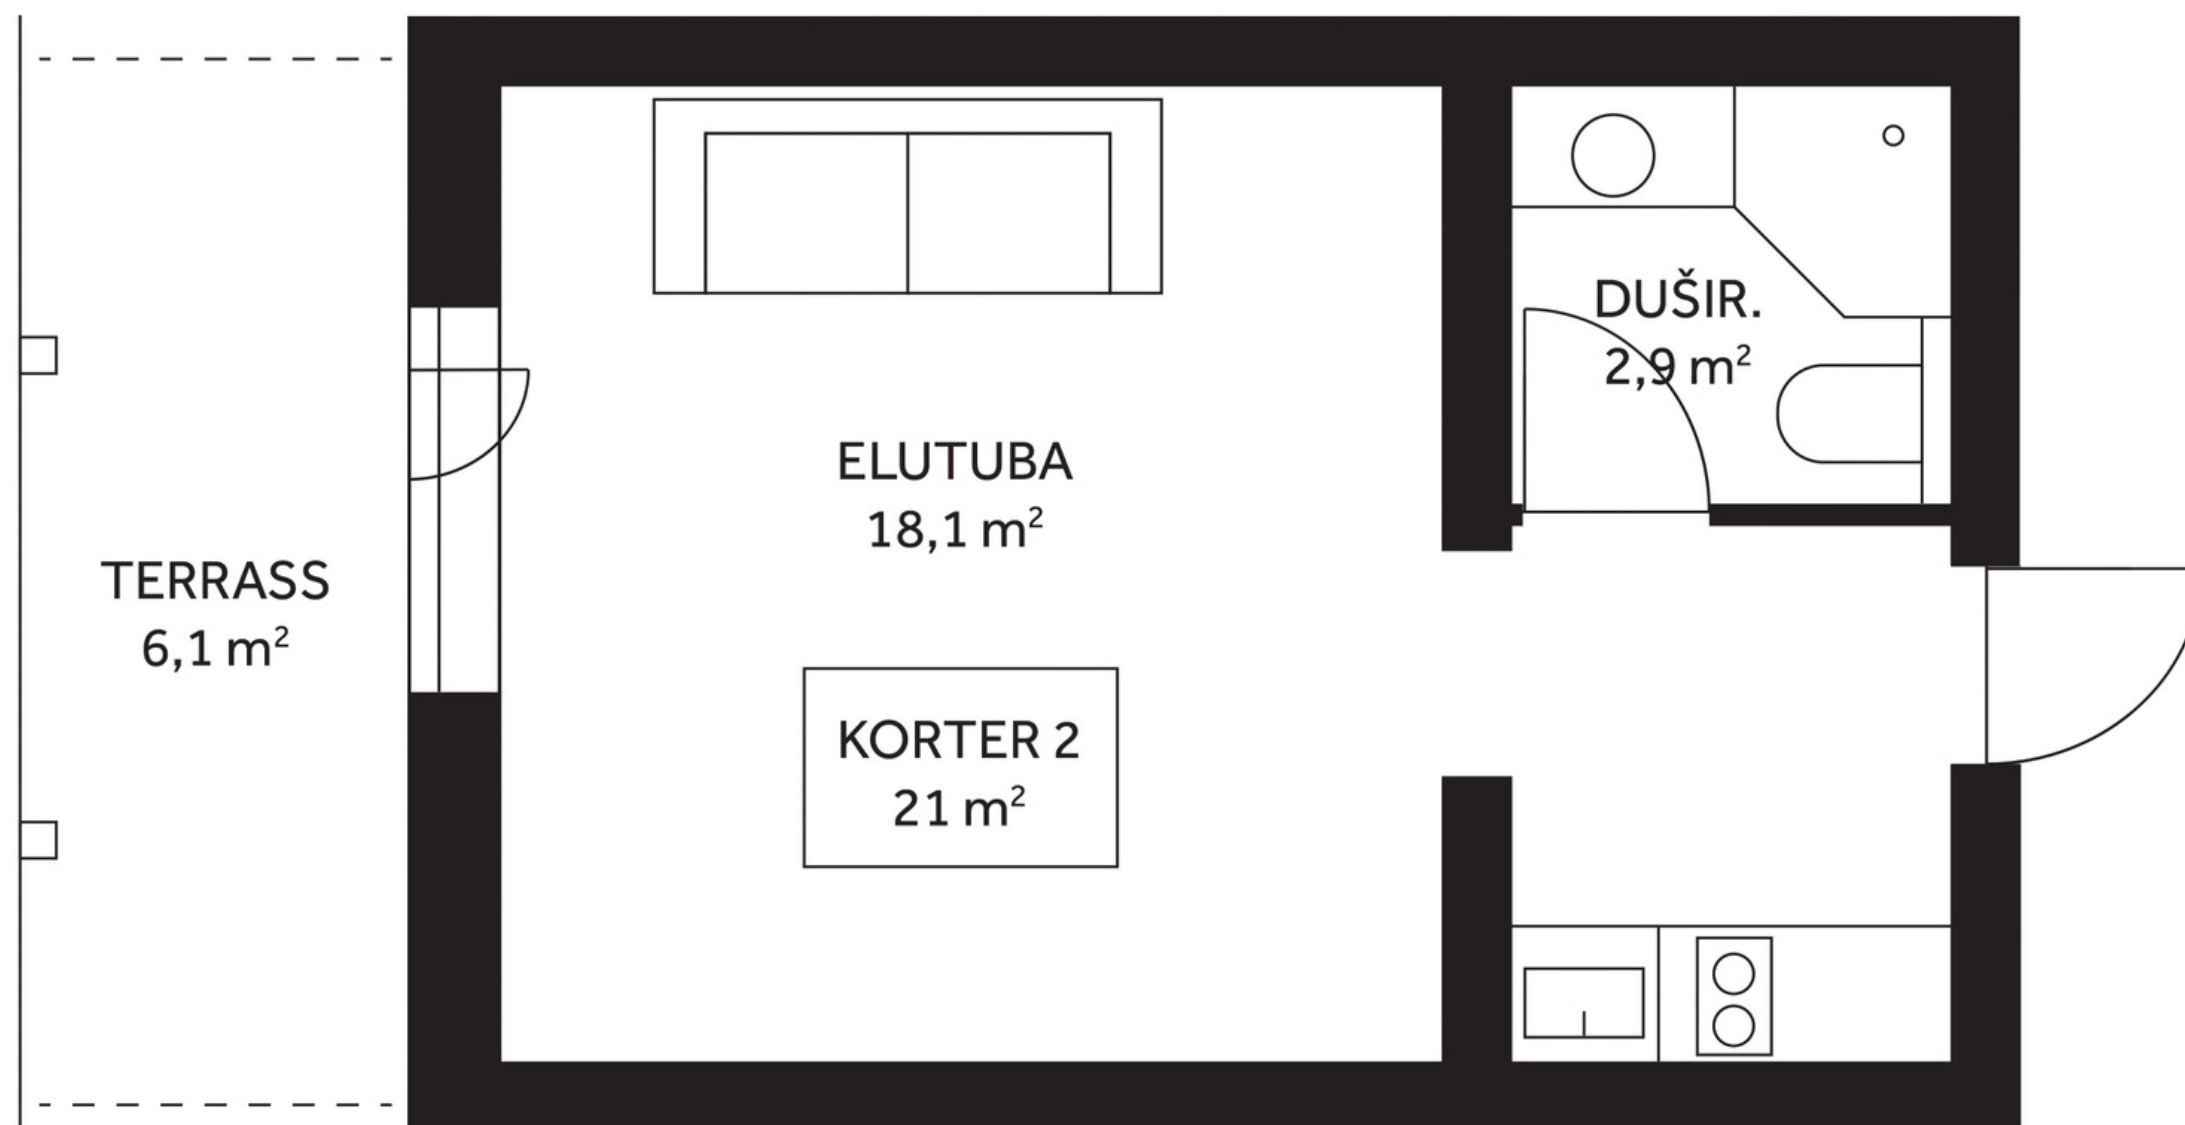 DUŠIR.
2,9 m²
ELUTUBA
18,1 m²
TERRASS
6,1 m²
KORTER 2
21 m²